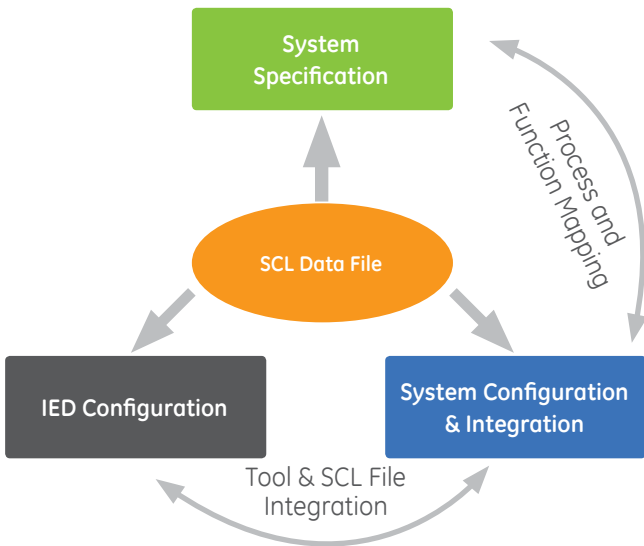 System
Specification
Process and
Function Mapping
SCL Data File
IED Configuration
System Configuration
& Integration
Tool & SCL File
Integration